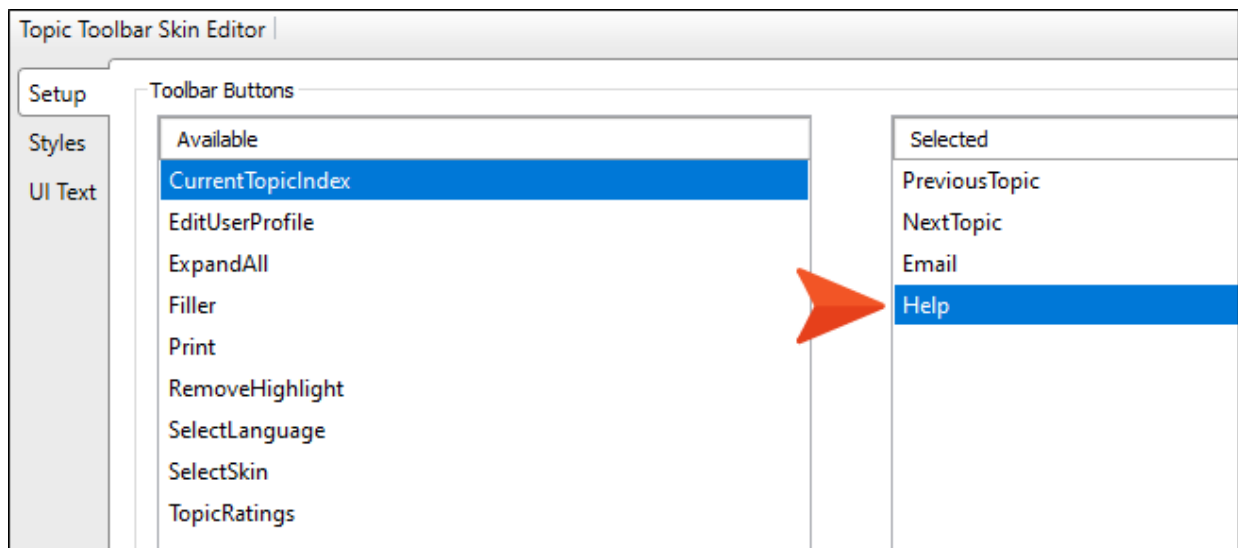 Topic Toolbar Skin Editor
Setup
Styles
UI Text
Toolbar Buttons
Available
CurrentTopicIndex
EditUserProfile
ExpandAll
Filler
Print
RemoveHighlight
SelectLanguage
SelectSkin
TopicRatings
Selected
PreviousTopic
NextTopic
Email
Help